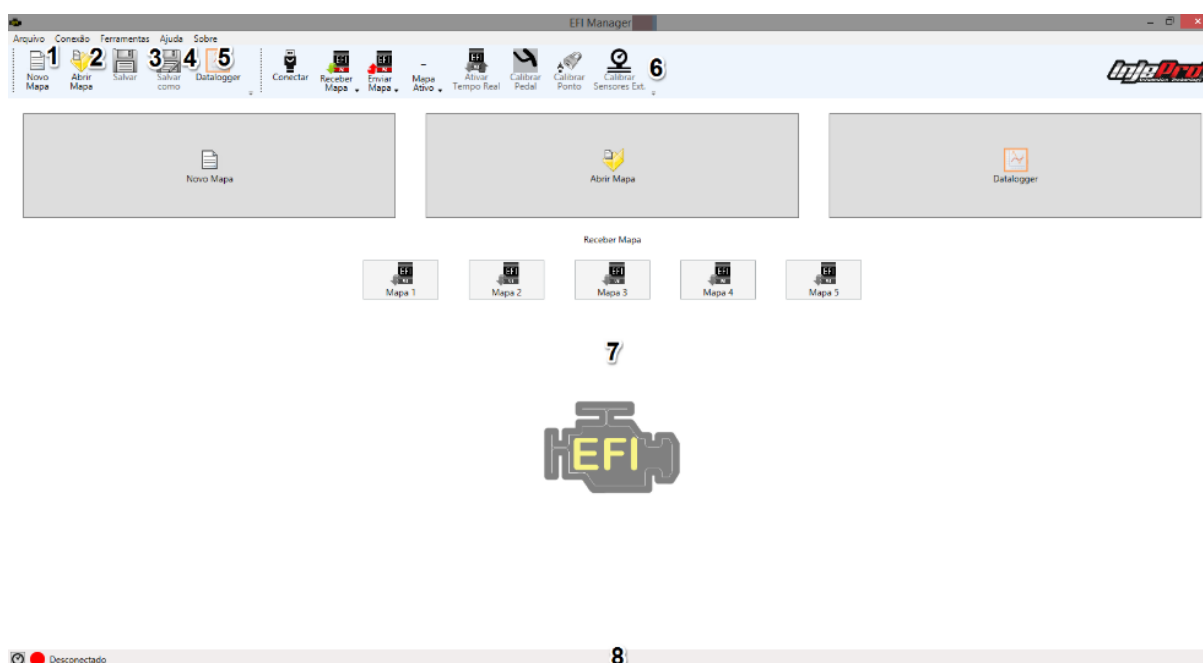 EFI Manager
Arquivo Conexão Ferramentas Ajuda Sobre
1 2 3 4 5 6
Novo Mapa
Abrir Mapa
Salvar
Salvar como
Datalogger
Conectar
Receber Mapa
Enviar Mapa
Mapa Ativo
Ativar Tempo Real
Calibrar Pedal
Calibrar Ponto
Calibrar Sensores Ext.
InjePro
Novo Mapa
Abrir Mapa
Datalogger
Receber Mapa
Mapa 1
Mapa 2
Mapa 3
Mapa 4
Mapa 5
7
EFI
8
Desconectado